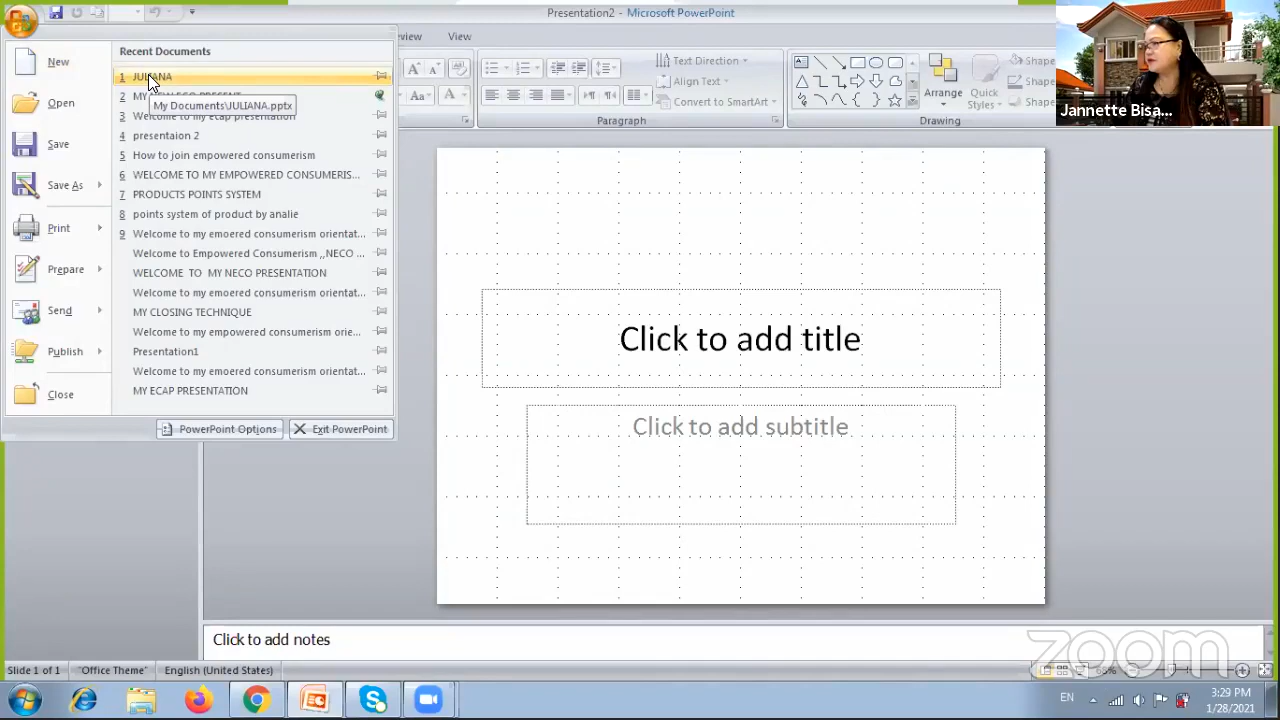 Presentation2 - Microsoft PowerPoint
View
New
Open
Save
Save As
Print
Prepare
Send
Publish
Close
Recent Documents
1 JULIANA
My Documents\JULIANA.pptx
3 Welcome to my ecap presentation
4 presentaion 2
5 How to join empowered consumerism
6 WELCOME TO MY EMPOWERED CONSUMERIS...
7 PRODUCTS POINTS SYSTEM
8 points system of product by analie
9 Welcome to my emoered consumerism orientat...
Welcome to Empowered Consumerism ,,NECO ...
WELCOME TO MY NECO PRESENTATION
Welcome to my emoered consumerism orientat...
MY CLOSING TECHNIQUE
Welcome to my empowered consumerism orie...
Presentation1
Welcome to my emoered consumerism orientat...
MY ECAP PRESENTATION
PowerPoint Options
Exit PowerPoint
Text Direction
Align Text
Convert to SmartArt
Paragraph
Arrange
Quick
Styles
Drawing
Jannette Bisa...
Click to add title
Click to add subtitle
Click to add notes
Slide 1 of 1
"Office Theme"
English (United States)
zoom
EN
3:29 PM
1/28/2021